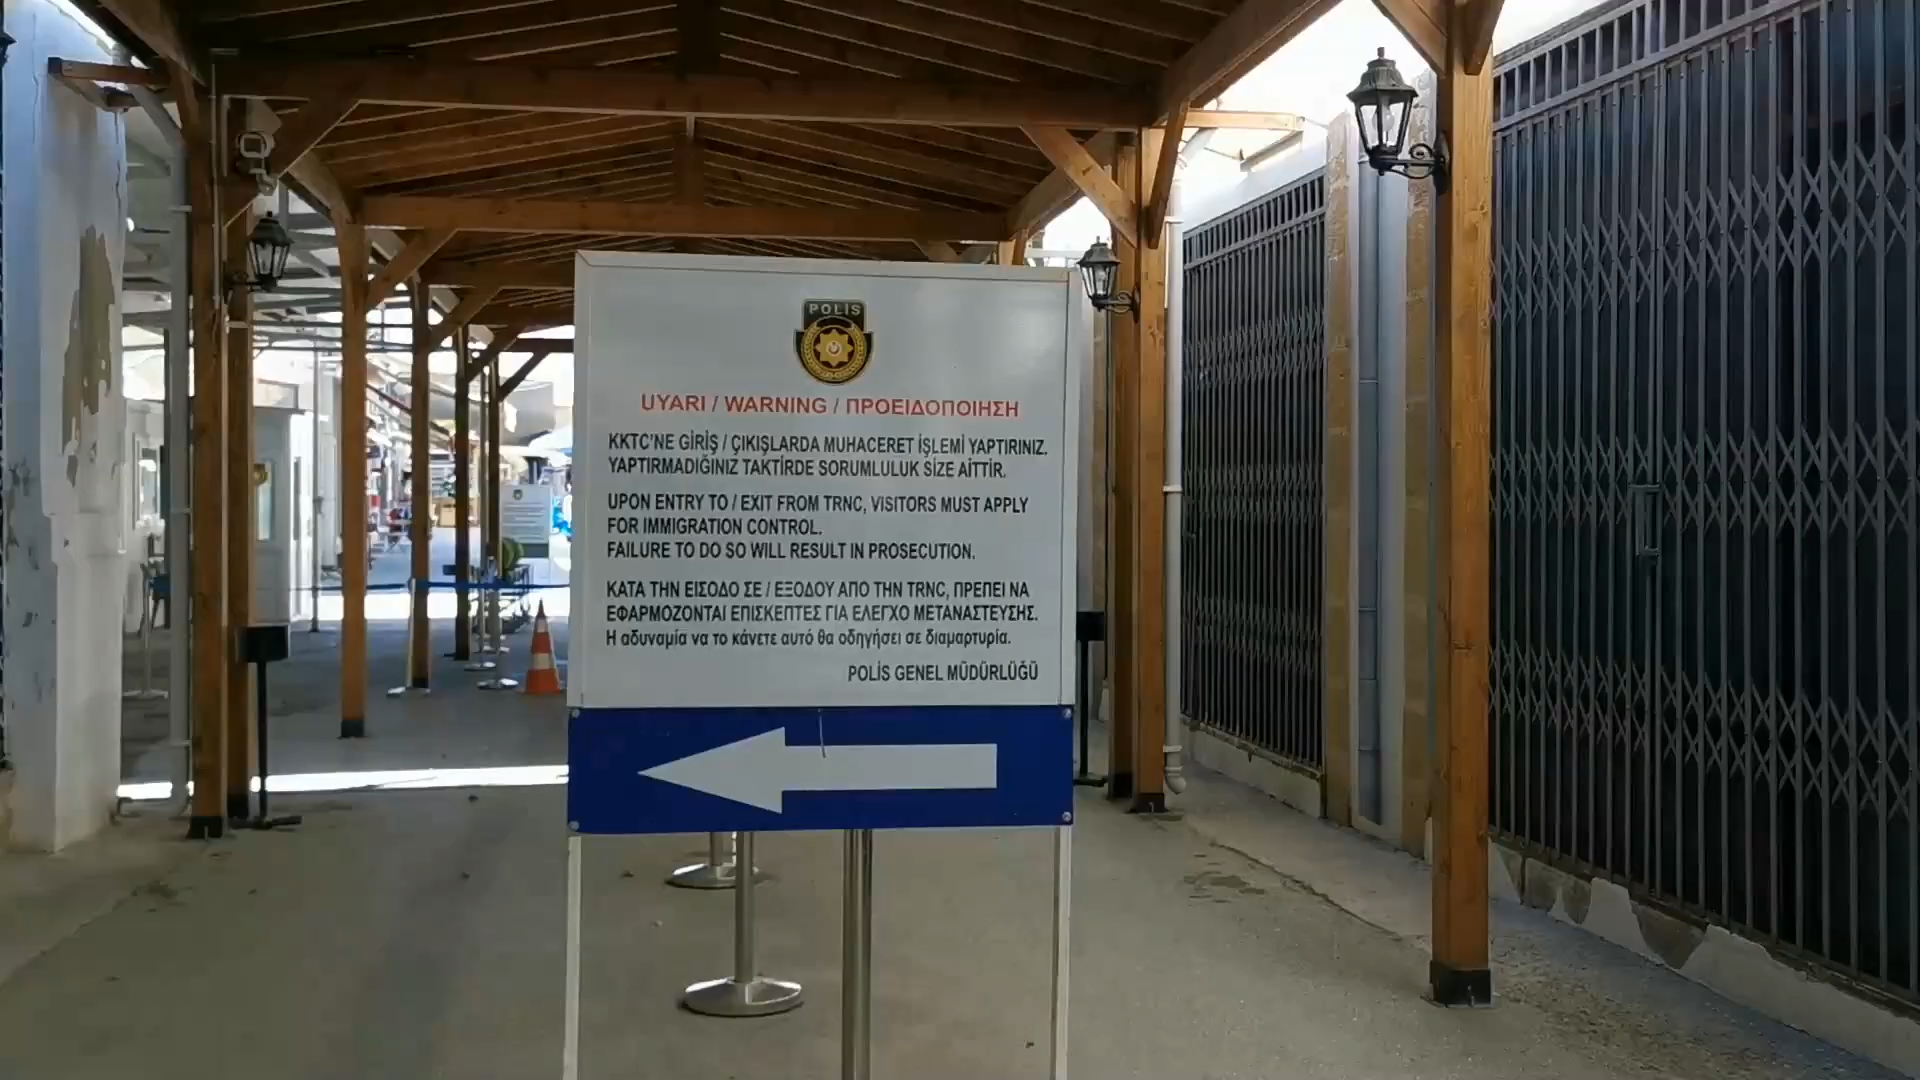 POLİS
UYARI / WARNING / ΠΡΟΕΙΔΟΠΟΙΗΣΗ
KKTC'NE GİRİŞ / ÇIKIŞLARDA MUHACERET İŞLEMİ YAPTIRINIZ.
YAPTIRMADIĞINIZ TAKTİRDE SORUMLULUK SİZE AİTTİR.
UPON ENTRY TO / EXIT FROM TRNC, VISITORS MUST APPLY
FOR IMMIGRATION CONTROL.
FAILURE TO DO SO WILL RESULT IN PROSECUTION.
ΚΑΤΑ ΤΗΝ ΕΙΣΟΔΟ ΣΕ / ΕΞΟΔΟΥ ΑΠΟ ΤΗΝ TRNC, ΠΡΕΠΕΙ ΝΑ
ΕΦΑΡΜΟΖΟΝΤΑΙ ΕΠΙΣΚΕΠΤΕΣ ΓΙΑ ΕΛΕΓΧΟ ΜΕΤΑΝΑΣΤΕΥΣΗΣ.
Η αδυναμία να το κάνετε αυτό θα οδηγήσει σε διαμαρτυρία.
POLİS GENEL MÜDÜRLÜĞÜ